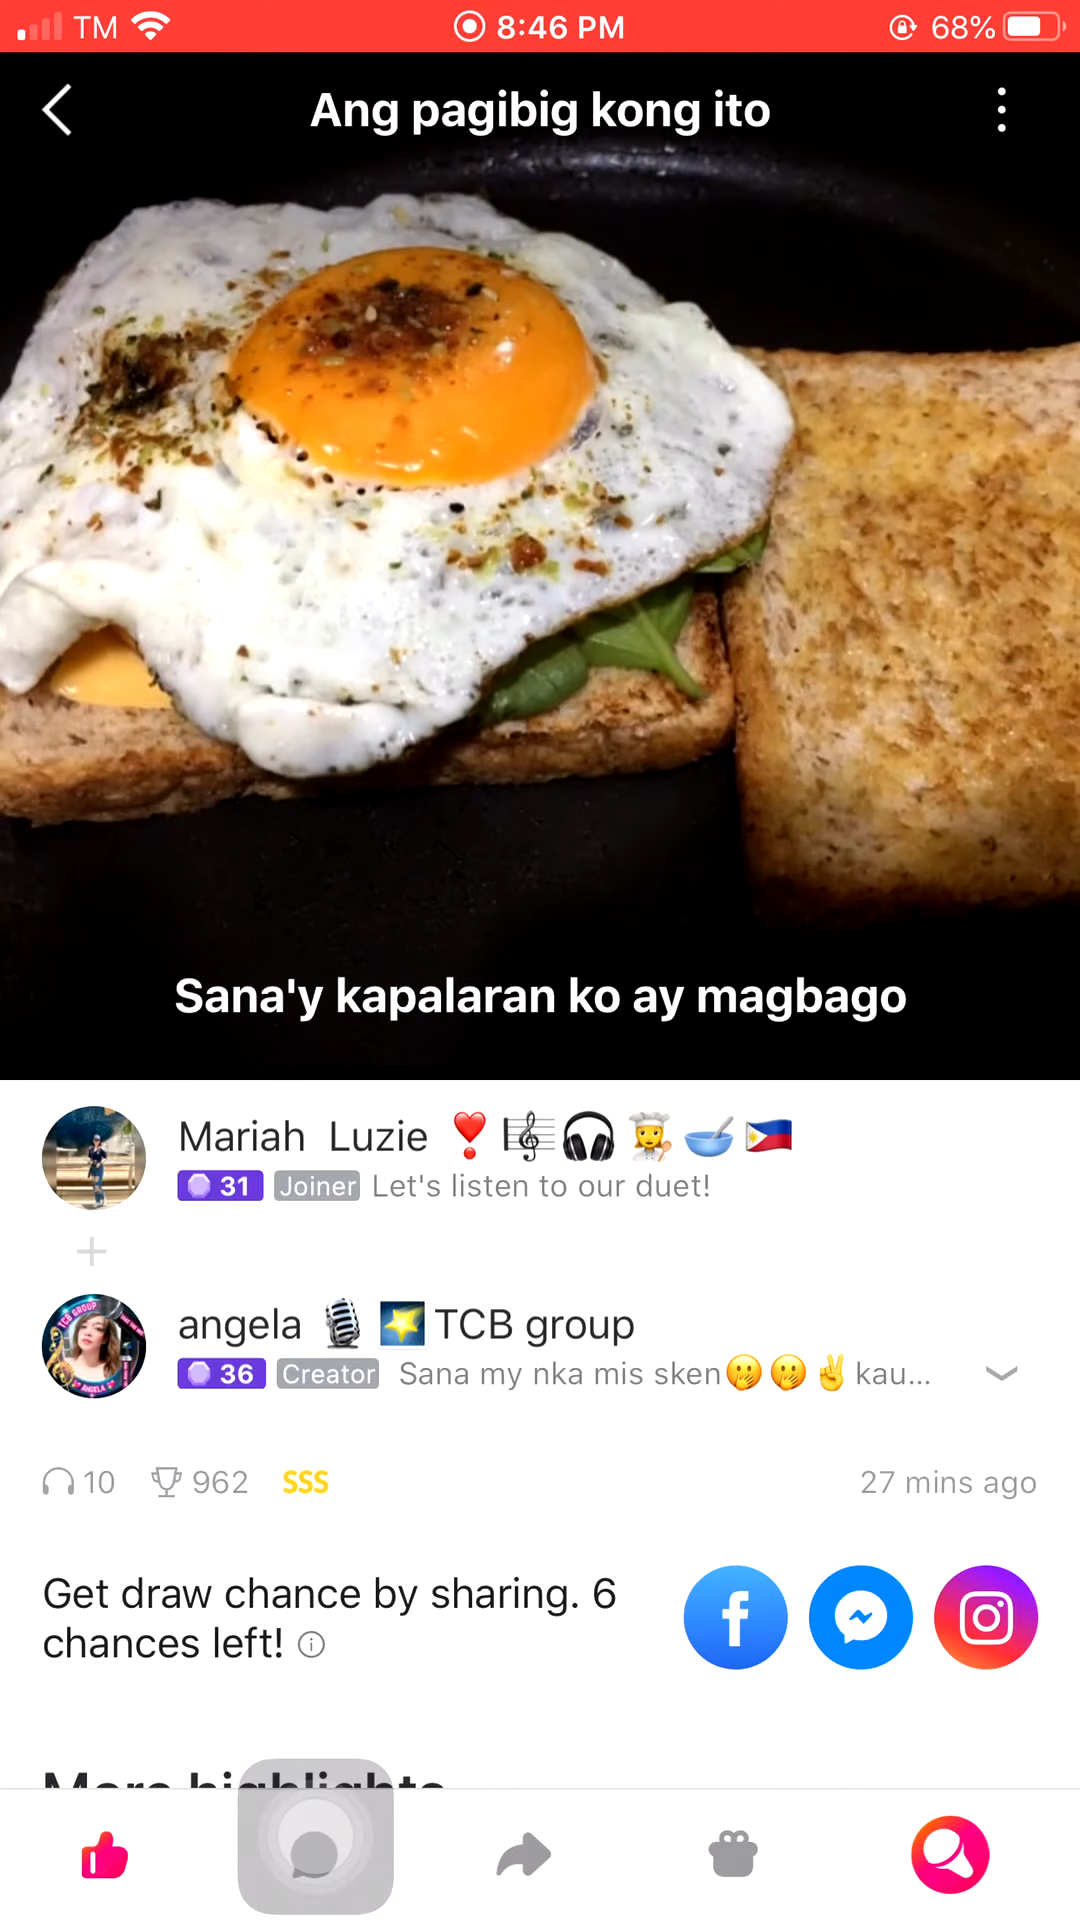 TM 8:46 PM 68%
Ang pagibig kong ito
Sana'y kapalaran ko ay magbago
Mariah Luzie ❣️🎼🎧👩‍🍳🥣🇵🇭
31 Joiner Let's listen to our duet!
angela 🎙️🌠TCB group
36 Creator Sana my nka mis sken🤭🤭✌️kau...
10 962 SSS 27 mins ago
Get draw chance by sharing. 6
chances left!
More highlights